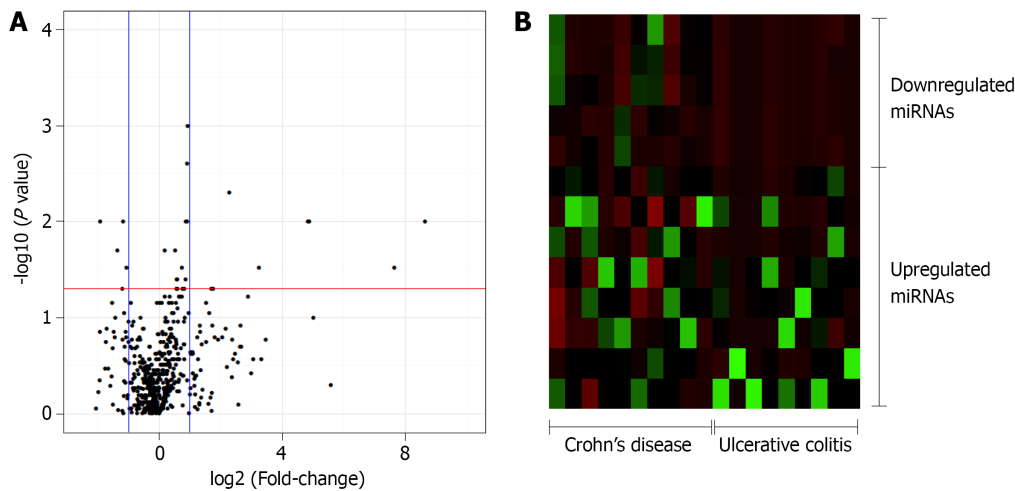 A
4
3
2
1
0
-log10 (P value)
0
4
8
log2 (Fold-change)
B
Downregulated
miRNAs
Upregulated
miRNAs
Crohn’s disease
Ulcerative colitis